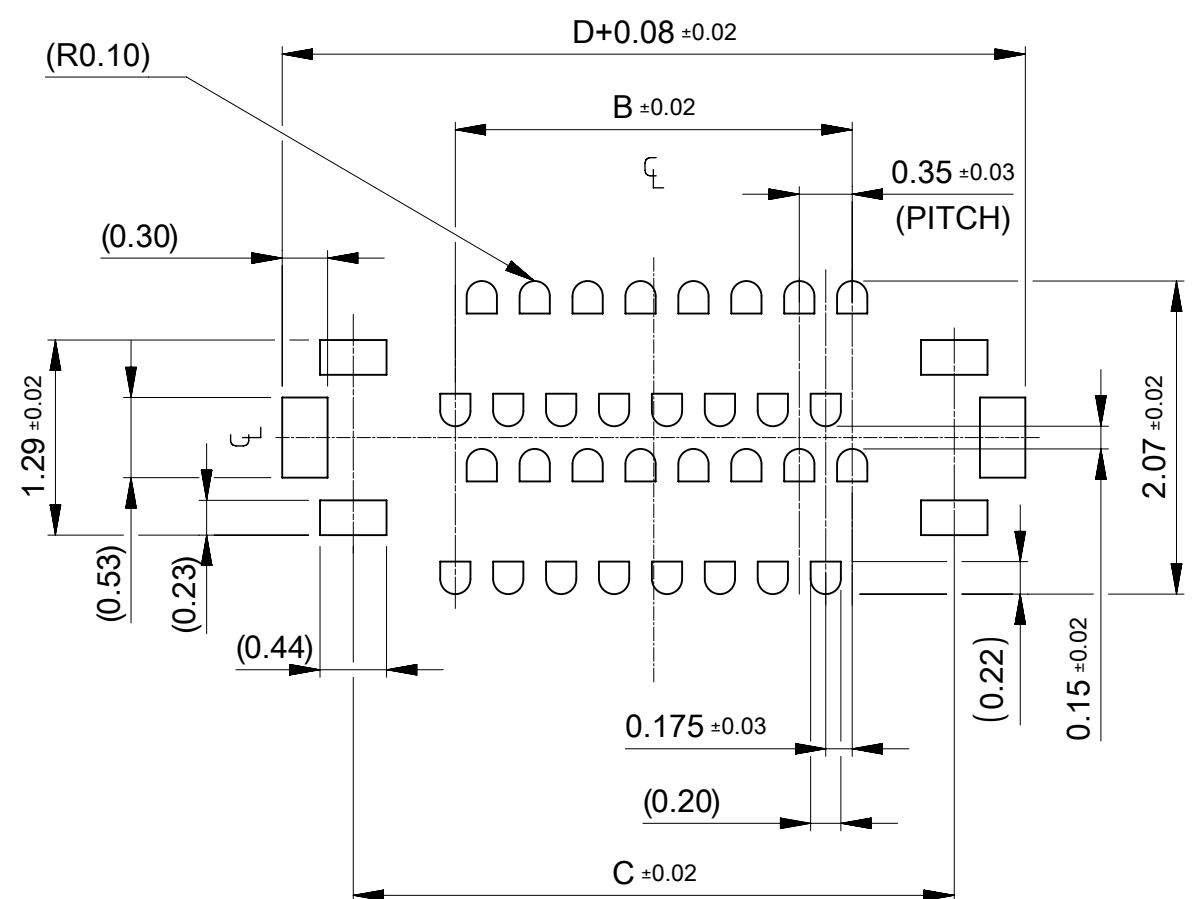 D+0.08 ±0.02
(R0.10)
B ±0.02
℄
0.35 ±0.03
(PITCH)
(0.30)
1.29 ±0.02
℄
2.07 ±0.02
(0.53)
(0.23)
(0.44)
(0.22)
0.15 ±0.02
0.175 ±0.03
(0.20)
C ±0.02